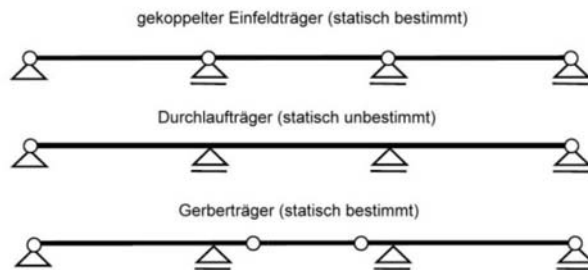 gekoppelter Einfeldträger (statisch bestimmt)
Durchlaufträger (statisch unbestimmt)
Gerberträger (statisch bestimmt)